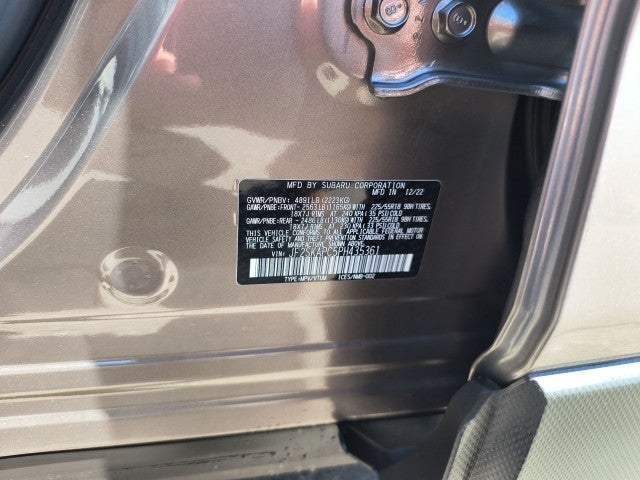 MFD BY SUBARU CORPORATION 12/22
GVWR/PNBV: 4891LB(2223KG)
GAWR/PNBE:FRONT- 2563LB(1165KG)WITH 225/55R18 98H TIRES,
18X7J RIMS AT 240 KPA(35 PSI)COLD
GAWR/PNBE:REAR - 2486LB(1130KG)WITH 225/55R18 98H TIRES,
18X7J RIMS AT 230 KPA(33 PSI)COLD
THIS VEHICLE CONFORMS TO ALL APPLICABLE FEDERAL MOTOR
VEHICLE SAFETY, BUMPER, AND THEFT PREVENTION STANDARDS
IN EFFECT ON THE DATE OF MANUFACTURE SHOWN ABOVE.
VIN: JF2SKAPC5PH435361
TYPE:MPV/VTUM ICES/NMB-002